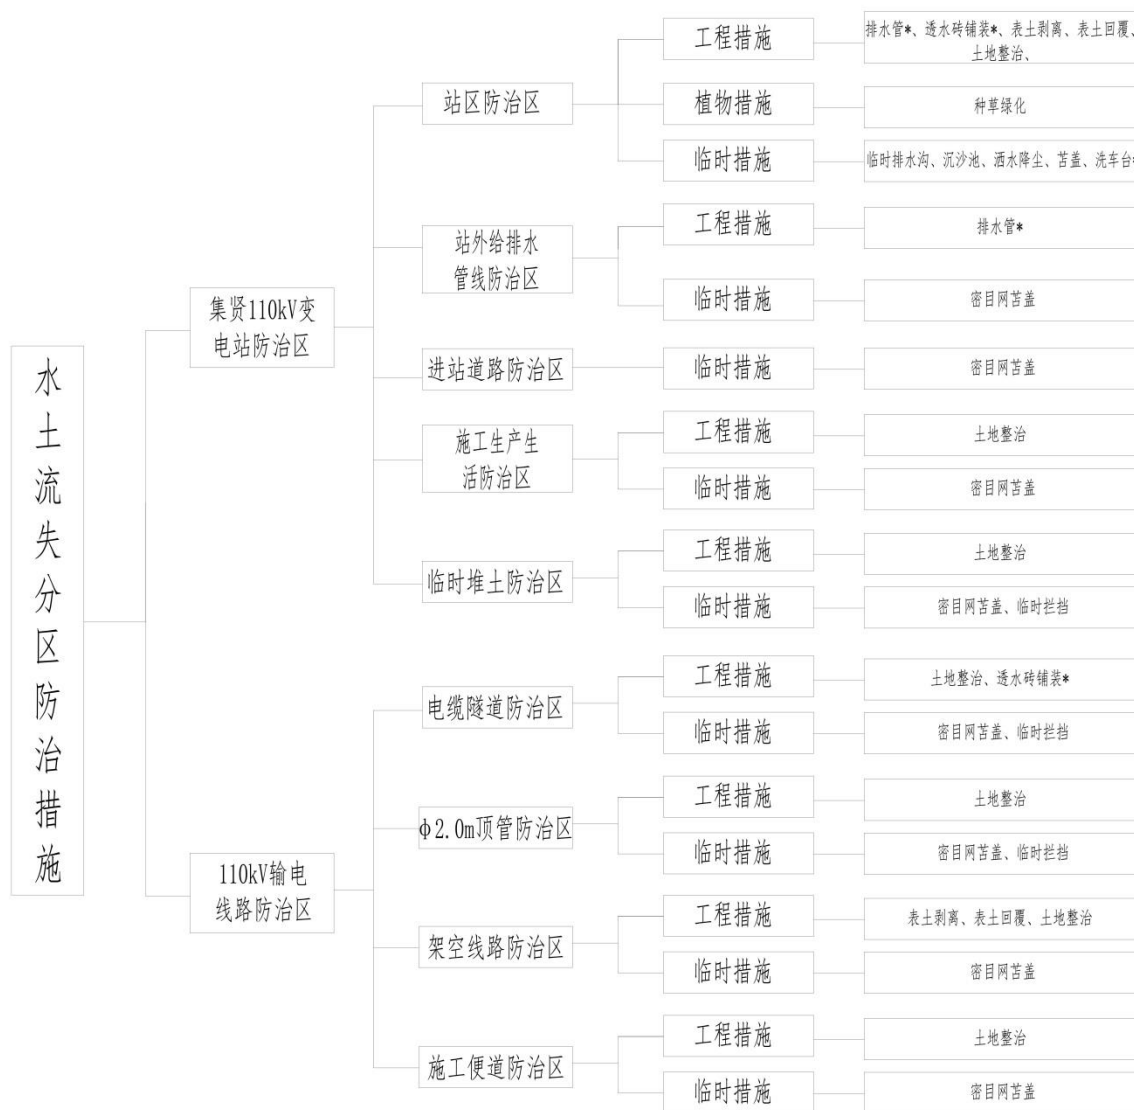 水土流失分区防治措施
集贤110kV变
电站防治区
站区防治区
工程措施
排水管*、透水砖铺装*、表土剥离、表土回覆、
土地整治、
植物措施
种草绿化
临时措施
临时排水沟、沉沙池、洒水降尘、苫盖、洗车台*
站外给排水
管线防治区
工程措施
排水管*
临时措施
密目网苫盖
进站道路防治区
临时措施
密目网苫盖
施工生产生
活防治区
工程措施
土地整治
临时措施
密目网苫盖
临时堆土防治区
工程措施
土地整治
临时措施
密目网苫盖、临时拦挡
110kV输电
线路防治区
电缆隧道防治区
工程措施
土地整治、透水砖铺装*
临时措施
密目网苫盖、临时拦挡
φ2.0m顶管防治区
工程措施
土地整治
临时措施
密目网苫盖、临时拦挡
架空线路防治区
工程措施
表土剥离、表土回覆、土地整治
临时措施
密目网苫盖
施工便道防治区
工程措施
土地整治
临时措施
密目网苫盖